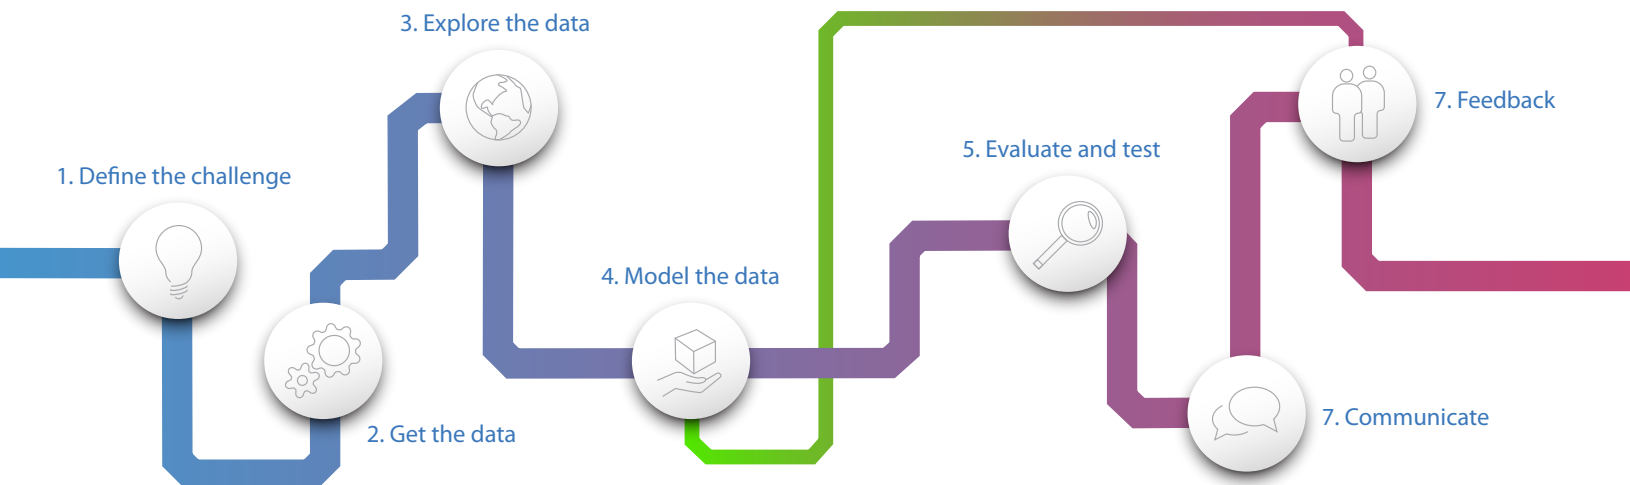 1. Define the challenge
2. Get the data
3. Explore the data
4. Model the data
5. Evaluate and test
7. Communicate
7. Feedback